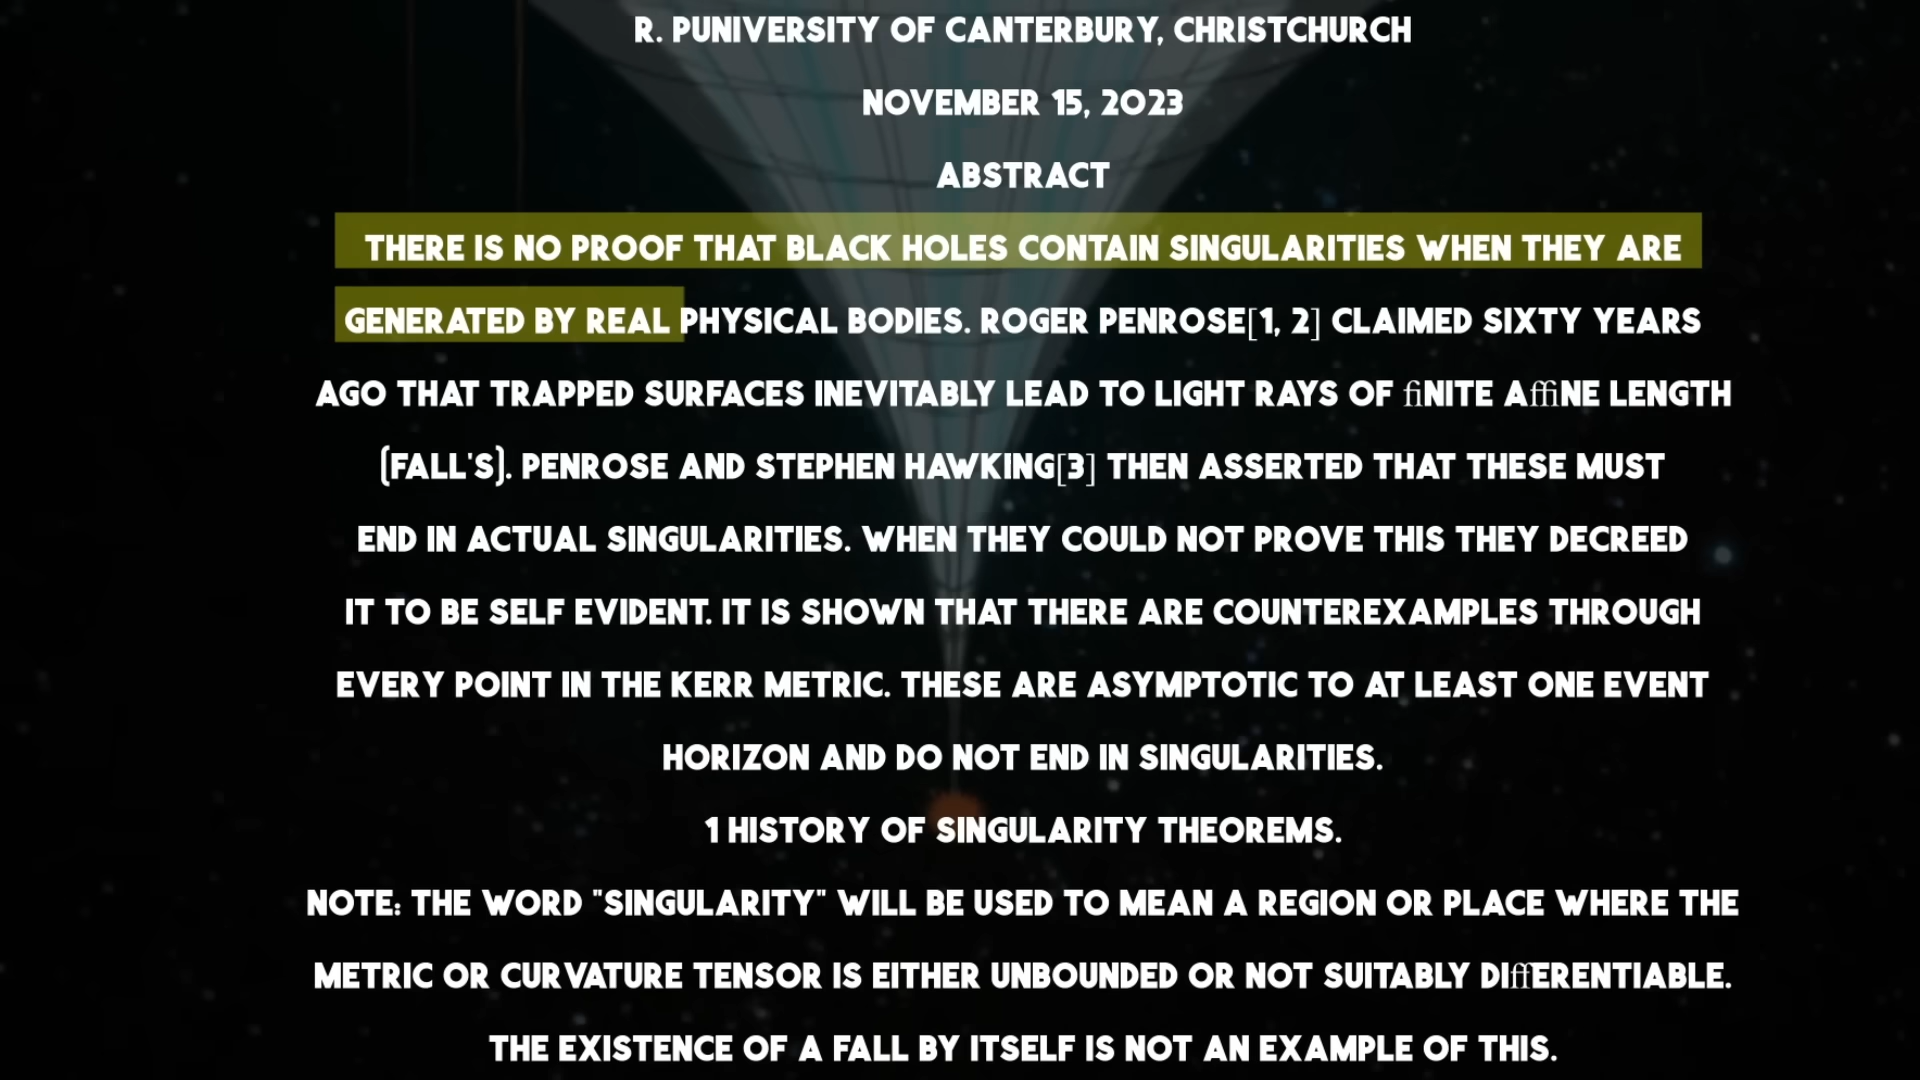 R. PUNIVERSITY OF CANTERBURY, CHRISTCHURCH
NOVEMBER 15, 2023
ABSTRACT
THERE IS NO PROOF THAT BLACK HOLES CONTAIN SINGULARITIES WHEN THEY ARE
GENERATED BY REAL PHYSICAL BODIES. ROGER PENROSE[1, 2] CLAIMED SIXTY YEARS
AGO THAT TRAPPED SURFACES INEVITABLY LEAD TO LIGHT RAYS OF finITE AffiNE LENGTH
(FALL'S). PENROSE AND STEPHEN HAWKING[3] THEN ASSERTED THAT THESE MUST
END IN ACTUAL SINGULARITIES. WHEN THEY COULD NOT PROVE THIS THEY DECREED
IT TO BE SELF EVIDENT. IT IS SHOWN THAT THERE ARE COUNTEREXAMPLES THROUGH
EVERY POINT IN THE KERR METRIC. THESE ARE ASYMPTOTIC TO AT LEAST ONE EVENT
HORIZON AND DO NOT END IN SINGULARITIES.
1 HISTORY OF SINGULARITY THEOREMS.
NOTE: THE WORD "SINGULARITY" WILL BE USED TO MEAN A REGION OR PLACE WHERE THE
METRIC OR CURVATURE TENSOR IS EITHER UNBOUNDED OR NOT SUITABLY DIffERENTIABLE.
THE EXISTENCE OF A FALL BY ITSELF IS NOT AN EXAMPLE OF THIS.